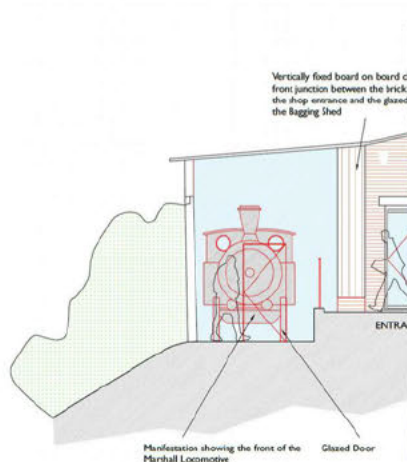 Vertically fixed board on board c
front junction between the brick
the shop entrance and the glazed
the Bagging Shed
ENTRA
Manifestation showing the front of the
Marshall Locomotive
Glazed Door